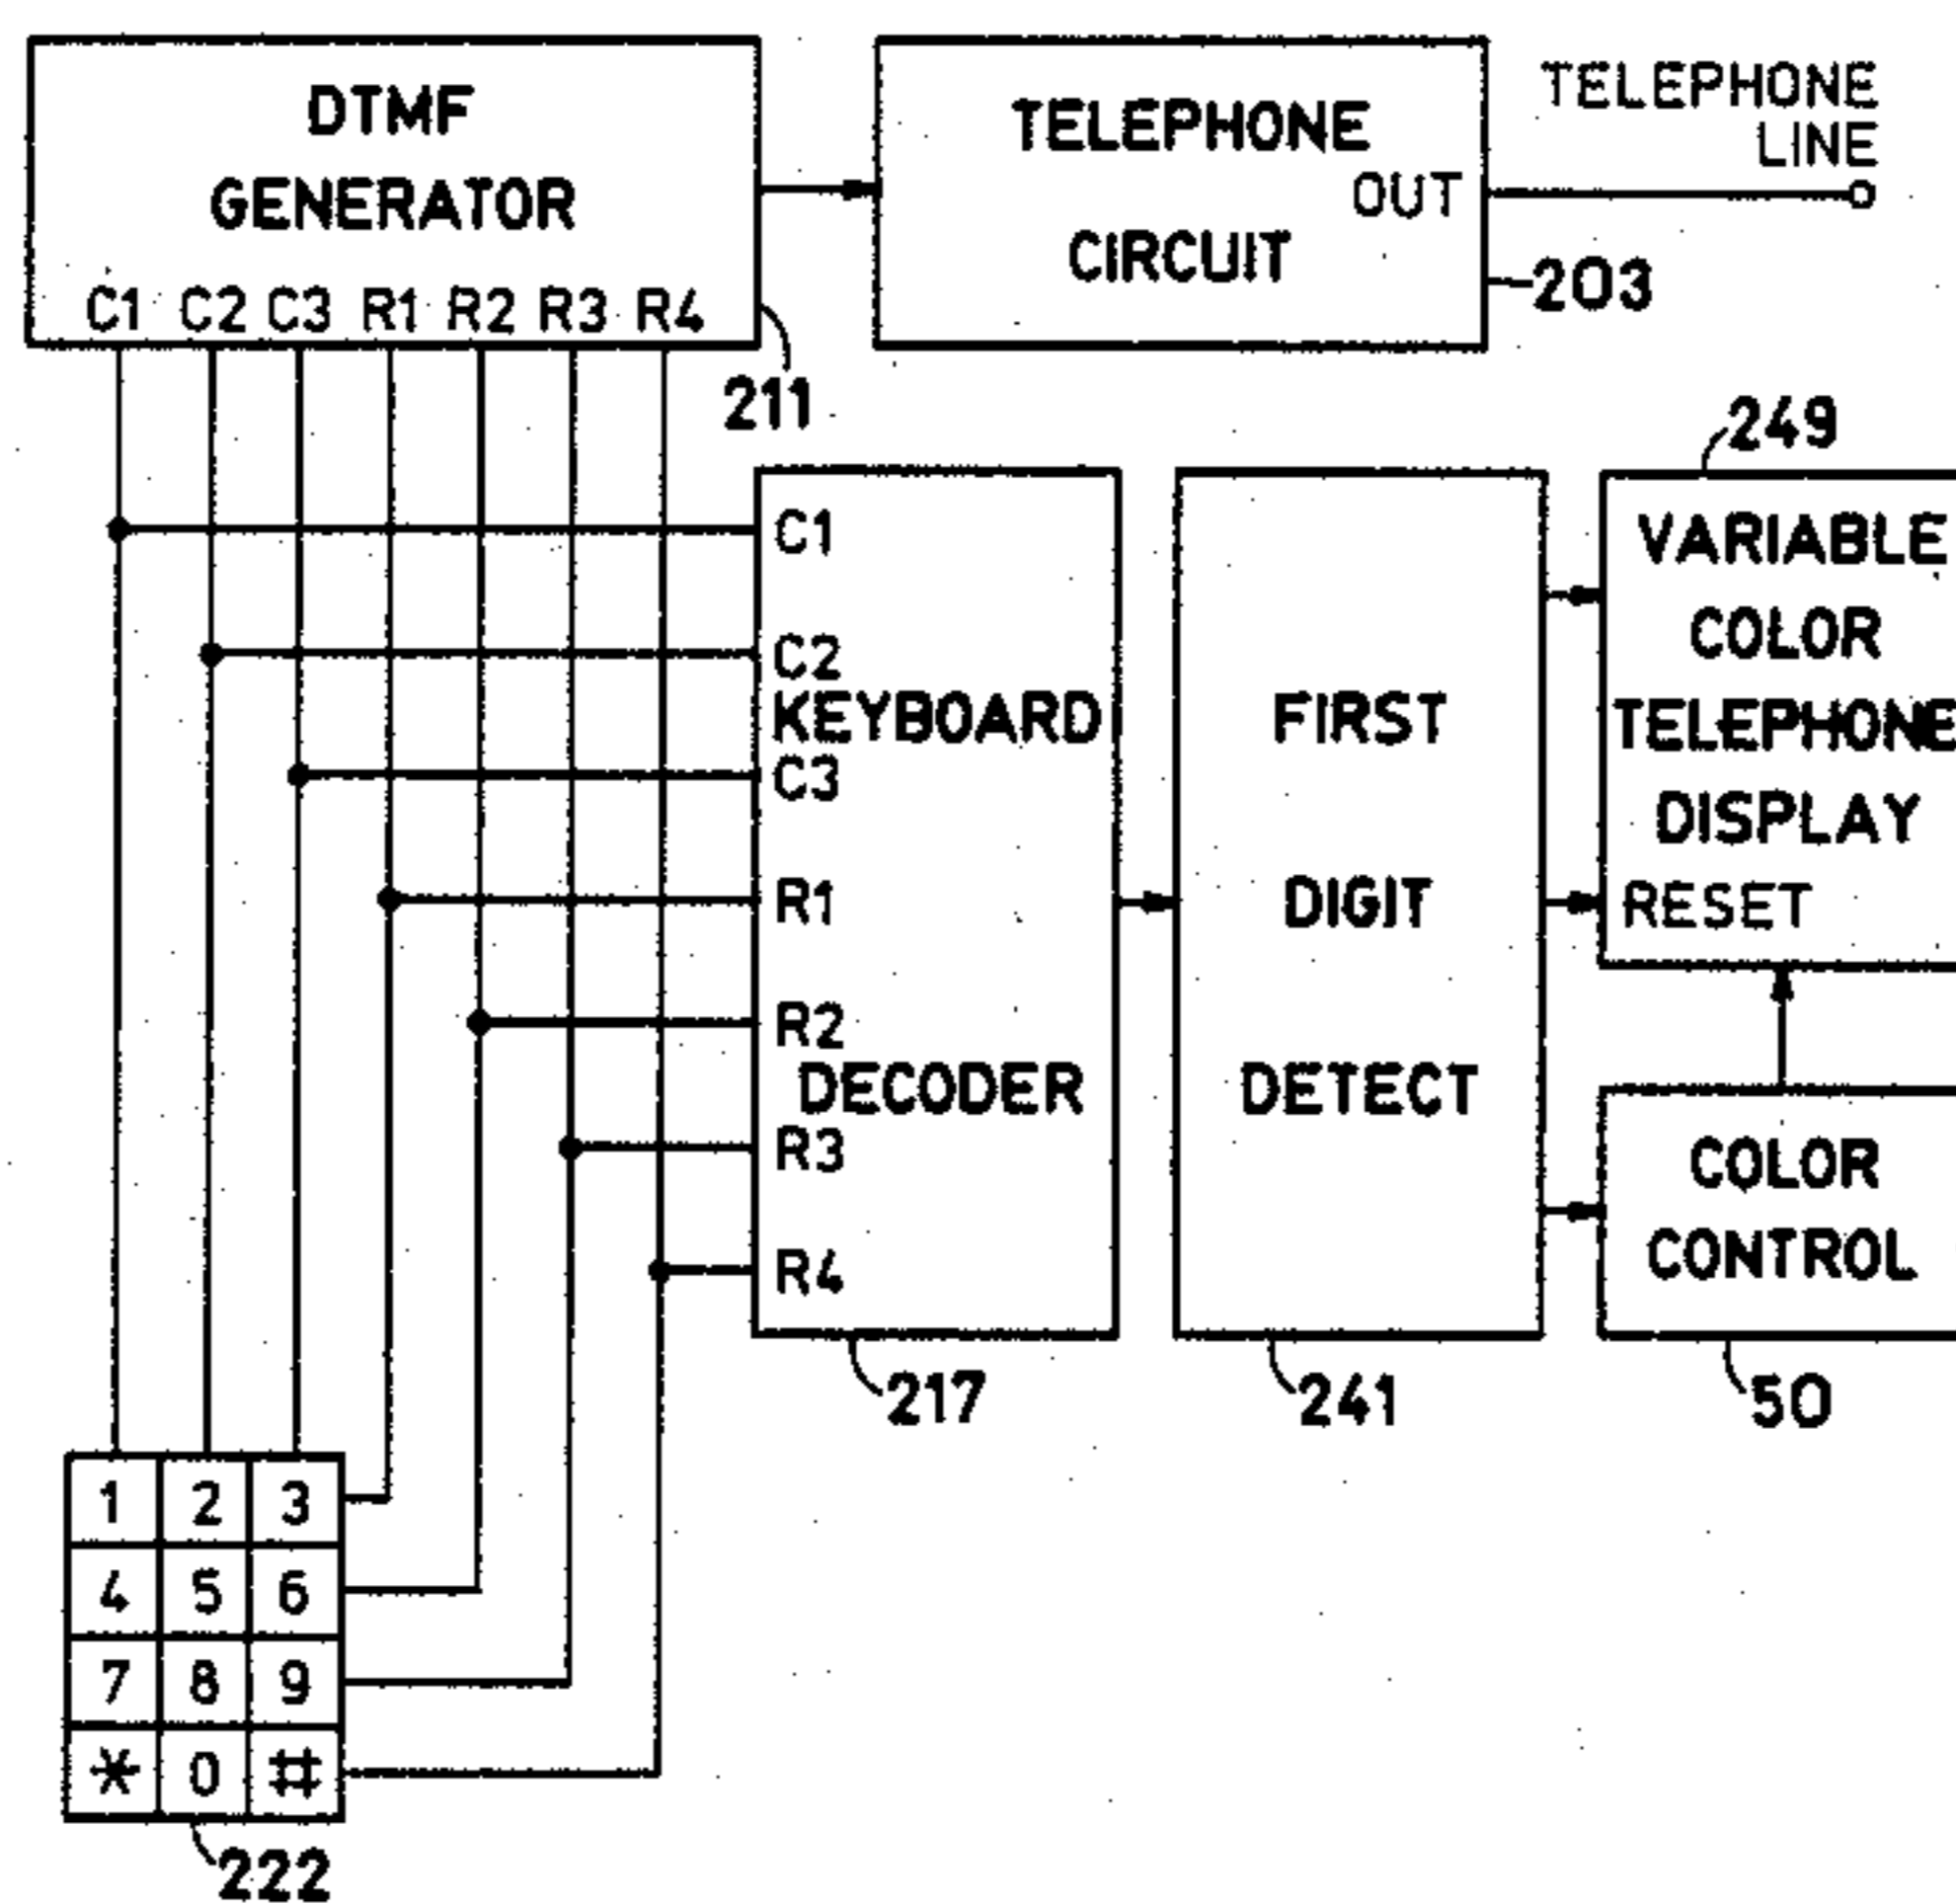 DTMF
GENERATOR
C1 C2 C3 R1 R2 R3 R4
211
TELEPHONE
OUT
CIRCUIT
203
TELEPHONE
LINE
C1
C2
KEYBOARD
C3
R1
R2
DECODER
R3
R4
217
FIRST
DIGIT
DETECT
241
249
VARIABLE
COLOR
TELEPHONE
DISPLAY
RESET
COLOR
CONTROL
50
1 2 3
4 5 6
7 8 9
* 0 #
222